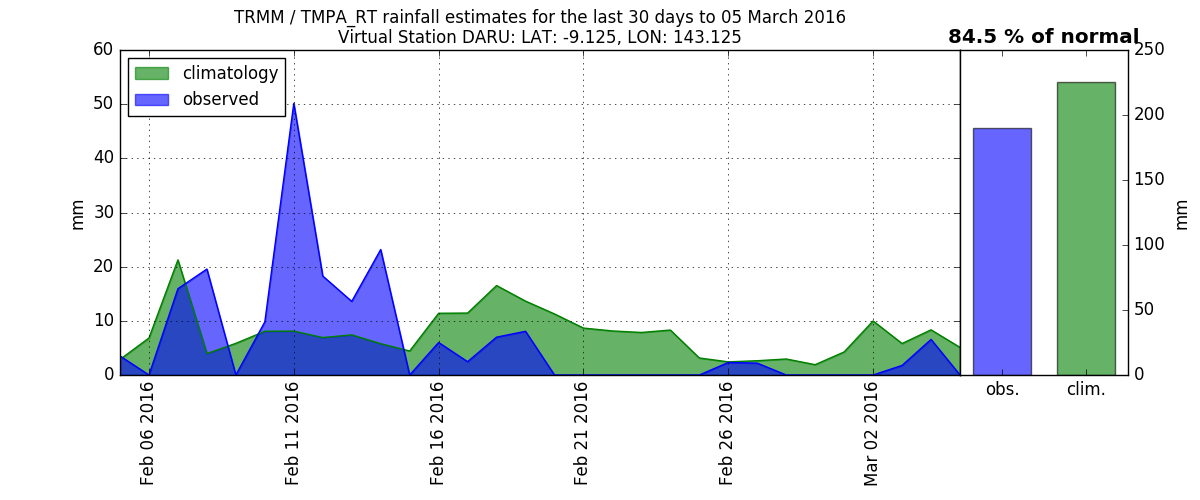 TRMM / TMPA_RT rainfall estimates for the last 30 days to 05 March 2016
Virtual Station DARU: LAT: -9.125, LON: 143.125
84.5 % of normal
climatology
observed
60
50
40
30
20
10
0
mm
Feb 06 2016
Feb 11 2016
Feb 16 2016
Feb 21 2016
Feb 26 2016
Mar 02 2016
obs.
clim.
250
200
150
100
50
0
mm